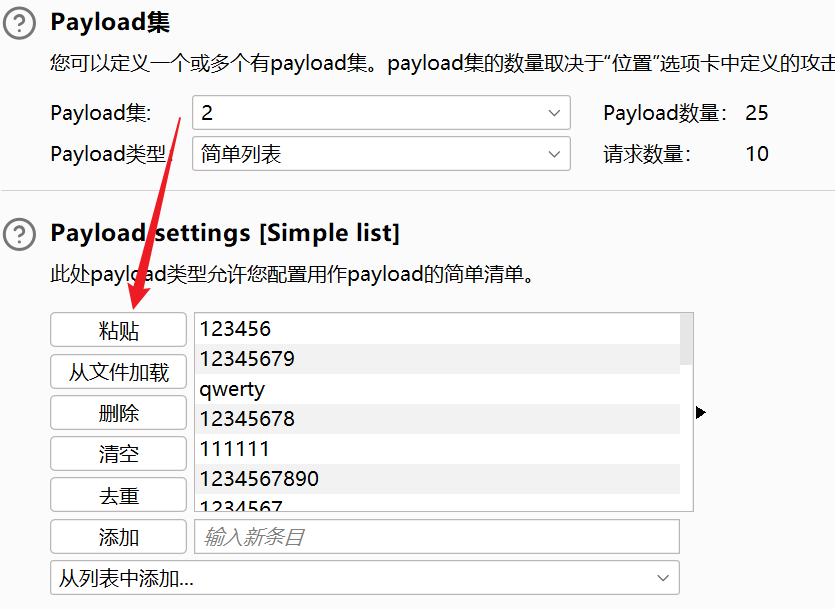 Payload集
您可以定义一个或多个有payload集。payload集的数量取决于“位置”选项卡中定义的攻击
Payload集: 2 Payload数量： 25
Payload类型: 简单列表 请求数量： 10
Payload settings [Simple list]
此处payload类型允许您配置用作payload的简单清单。
粘贴
从文件加载
删除
清空
去重
添加
123456
12345679
qwerty
12345678
111111
1234567890
1234567
输入新条目
从列表中添加...